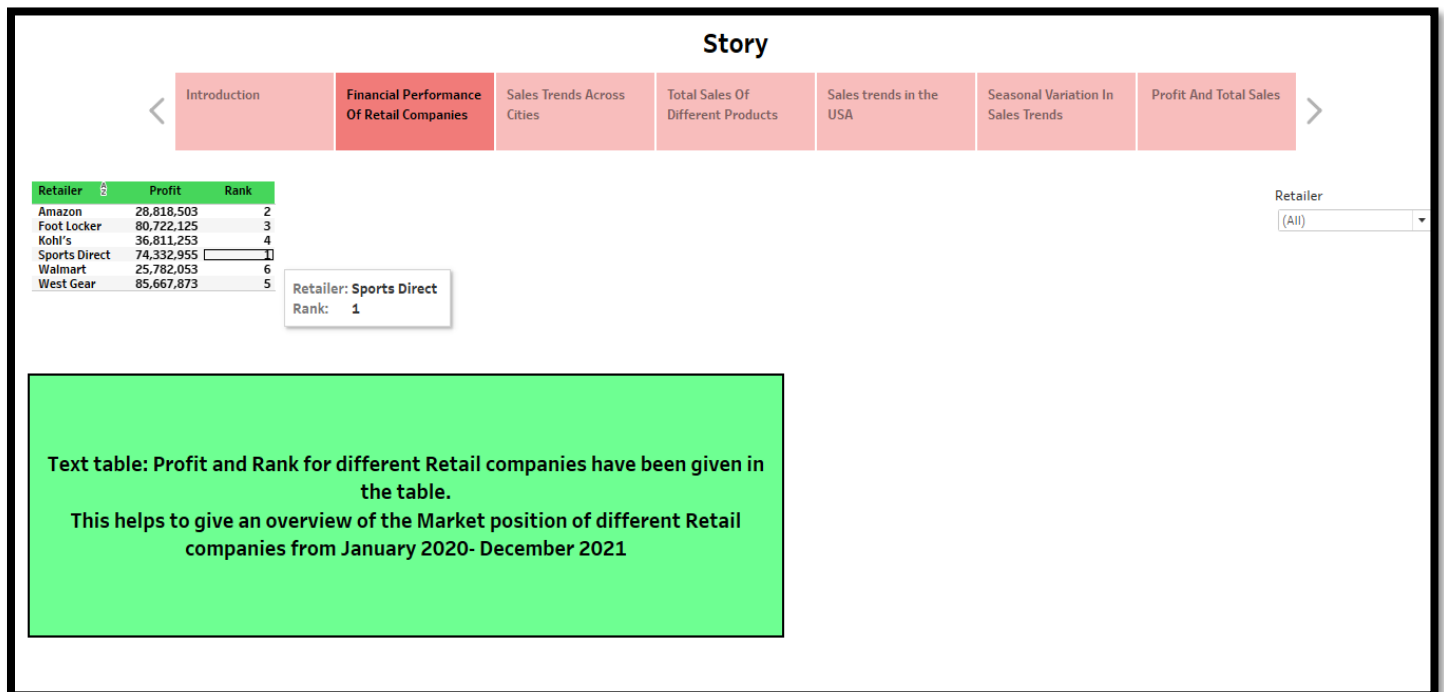 Story
Introduction
Financial Performance
Of Retail Companies
Sales Trends Across
Cities
Total Sales Of
Different Products
Sales trends in the
USA
Seasonal Variation In
Sales Trends
Profit And Total Sales
Retailer Profit Rank
Amazon 28,818,503 2
Foot Locker 80,722,125 3
Kohl's 36,811,253 4
Sports Direct 74,332,955 1
Walmart 25,782,053 6
West Gear 85,667,873 5
Retailer: Sports Direct
Rank: 1
Retailer
(All)
Text table: Profit and Rank for different Retail companies have been given in
the table.
This helps to give an overview of the Market position of different Retail
companies from January 2020- December 2021